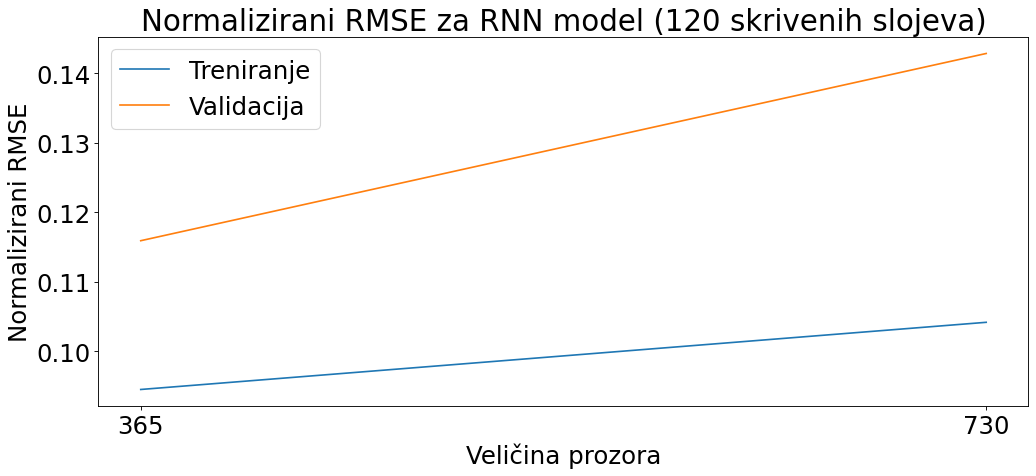 Normalizirani RMSE za RNN model (120 skrivenih slojeva)
Treniranje
Validacija
Normalizirani RMSE
0.14
0.13
0.12
0.11
0.10
365
730
Veličina prozora